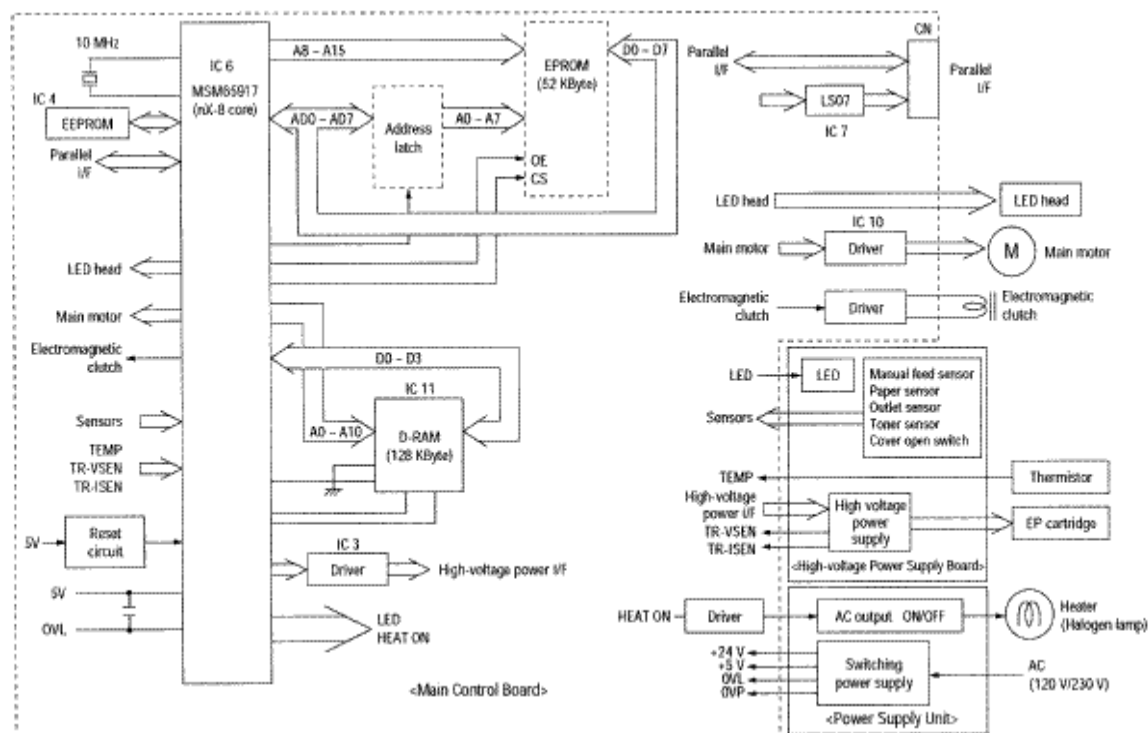 10 MHz
IC 6
MSM65917
(nX-8 core)
IC 4
EEPROM
Parallel
I/F
LED head
Main motor
Electromagnetic
clutch
Sensors
TEMP
TR-VSEN
TR-ISEN
5V
Reset
circuit
5V
0VL
A8 – A15
AD0 – AD7
Address
latch
A0 – A7
EPROM
(52 KByte)
OE
CS
D0 – D7
D0 – D3
IC 11
D-RAM
(128 KByte)
A0 – A10
IC 3
Driver
High-voltage power I/F
LED
HEAT ON
<Main Control Board>
CN
Parallel
I/F
Parallel
I/F
LS07
IC 7
LED head
LED head
IC 10
Main motor
Driver
M
Main motor
Electromagnetic
clutch
Driver
Electromagnetic
clutch
LED
LED
Manual feed sensor
Paper sensor
Outlet sensor
Toner sensor
Cover open switch
Sensors
TEMP
Thermistor
High-voltage
power I/F
TR-VSEN
TR-ISEN
High voltage
power
supply
EP cartridge
<High-voltage Power Supply Board>
HEAT ON
Driver
AC output ON/OFF
Heater
(Halogen lamp)
+24 V
+5 V
0VL
0VP
Switching
power supply
AC
(120 V/230 V)
<Power Supply Unit>